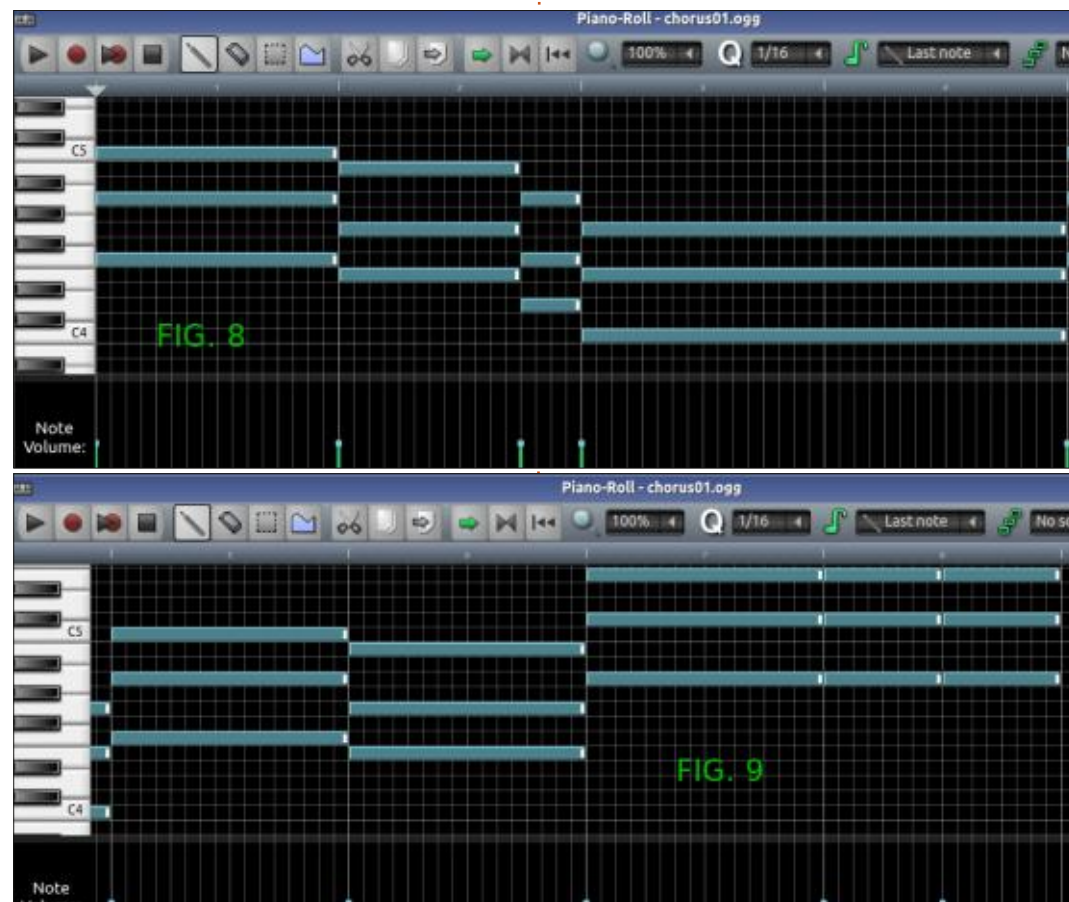 Piano-Roll - chorus01.ogg
100% Q 1/16 Last note N
C5
C4
FIG. 8
Note
Volume:
Piano-Roll - chorus01.ogg
100% Q 1/16 Last note No sc
C5
FIG. 9
C4
Note